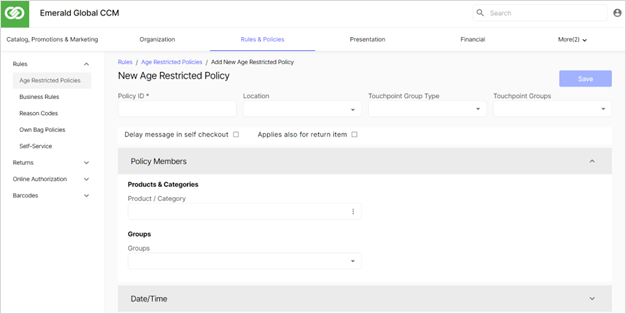 Emerald Global CCM
Search
Catalog, Promotions & Marketing Organization Rules & Policies Presentation Financial More(2)
Rules
Age Restricted Policies
Business Rules
Reason Codes
Own Bag Policies
Self-Service
Returns
Online Authorization
Barcodes
Rules / Age Restricted Policies / Add New Age Restricted Policy
New Age Restricted Policy
Save
Policy ID * Location Touchpoint Group Type Touchpoint Groups
Delay message in self checkout Applies also for return item
Policy Members
Products & Categories
Product / Category
Groups
Groups
Date/Time